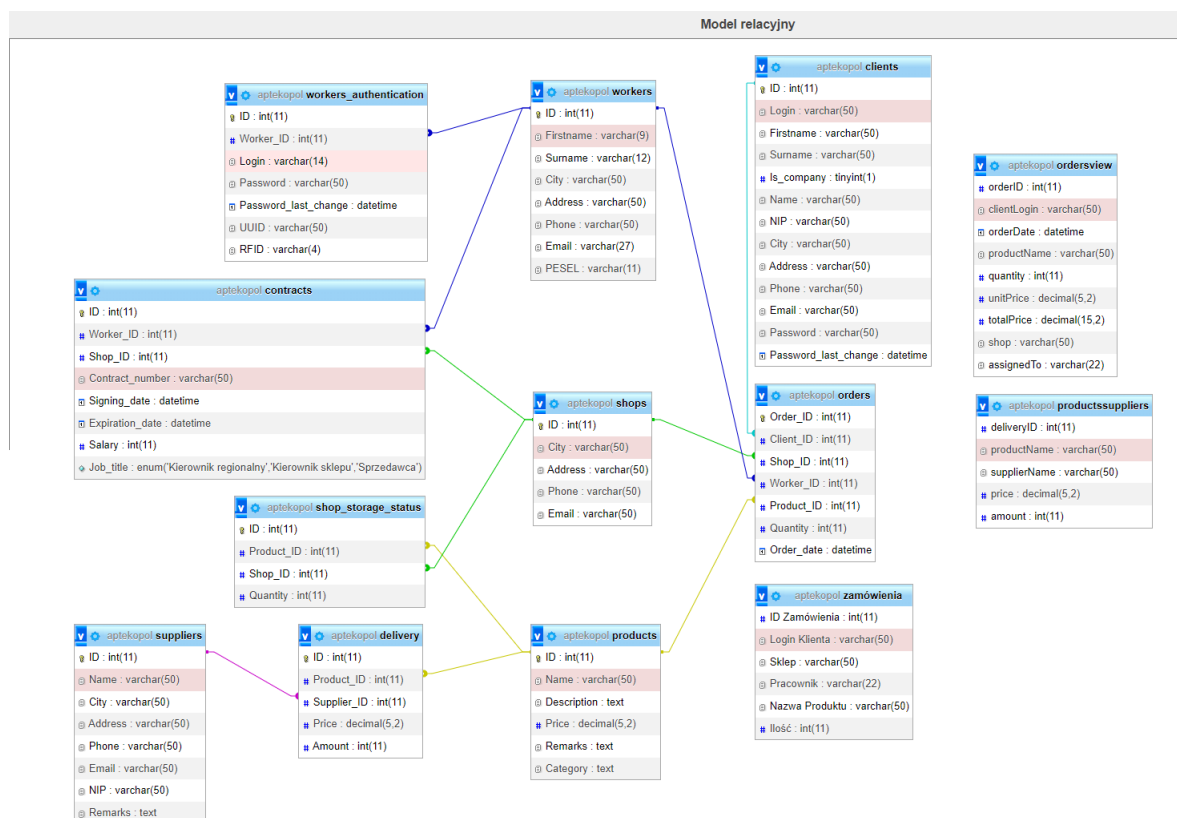 Model relacyjny
aptekopol workers_authentication
ID : int(11)
Worker_ID : int(11)
Login : varchar(14)
Password : varchar(50)
Password_last_change : datetime
UUID : varchar(50)
RFID : varchar(4)
aptekopol workers
ID : int(11)
Firstname : varchar(9)
Surname : varchar(12)
City : varchar(50)
Address : varchar(50)
Phone : varchar(50)
Email : varchar(27)
PESEL : varchar(11)
aptekopol clients
ID : int(11)
Login : varchar(50)
Firstname : varchar(50)
Surname : varchar(50)
Is_company : tinyint(1)
Name : varchar(50)
NIP : varchar(50)
City : varchar(50)
Address : varchar(50)
Phone : varchar(50)
Email : varchar(50)
Password : varchar(50)
Password_last_change : datetime
aptekopol ordersview
orderID : int(11)
clientLogin : varchar(50)
orderDate : datetime
productName : varchar(50)
quantity : int(11)
unitPrice : decimal(5,2)
totalPrice : decimal(15,2)
shop : varchar(50)
assignedTo : varchar(22)
aptekopol contracts
ID : int(11)
Worker_ID : int(11)
Shop_ID : int(11)
Contract_number : varchar(50)
Signing_date : datetime
Expiration_date : datetime
Salary : int(11)
Job_title : enum('Kierownik regionalny','Kierownik sklepu','Sprzedawca')
aptekopol shops
ID : int(11)
City : varchar(50)
Address : varchar(50)
Phone : varchar(50)
Email : varchar(50)
aptekopol orders
Order_ID : int(11)
Client_ID : int(11)
Shop_ID : int(11)
Worker_ID : int(11)
Product_ID : int(11)
Quantity : int(11)
Order_date : datetime
aptekopol productssuppliers
deliveryID : int(11)
productName : varchar(50)
supplierName : varchar(50)
price : decimal(5,2)
amount : int(11)
aptekopol shop_storage_status
ID : int(11)
Product_ID : int(11)
Shop_ID : int(11)
Quantity : int(11)
aptekopol suppliers
ID : int(11)
Name : varchar(50)
City : varchar(50)
Address : varchar(50)
Phone : varchar(50)
Email : varchar(50)
NIP : varchar(50)
Remarks : text
aptekopol delivery
ID : int(11)
Product_ID : int(11)
Supplier_ID : int(11)
Price : decimal(5,2)
Amount : int(11)
aptekopol products
ID : int(11)
Name : varchar(50)
Description : text
Price : decimal(5,2)
Remarks : text
Category : text
aptekopol zamówienia
ID Zamówienia : int(11)
Login Klienta : varchar(50)
Sklep : varchar(50)
Pracownik : varchar(22)
Nazwa Produktu : varchar(50)
Ilość : int(11)